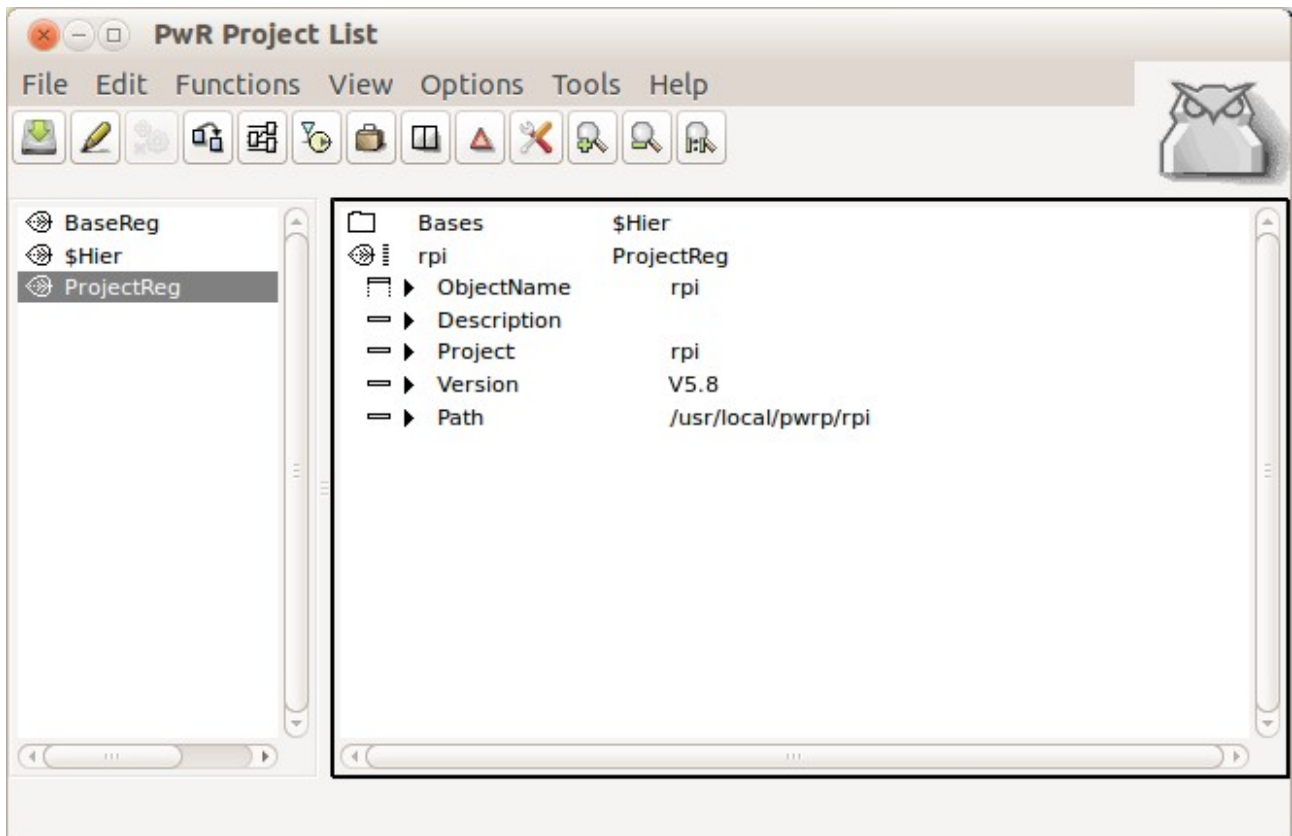 PwR Project List
File Edit Functions View Options Tools Help
BaseReg
$Hier
ProjectReg
Bases $Hier
rpi ProjectReg
ObjectName rpi
Description
Project rpi
Version V5.8
Path /usr/local/pwrp/rpi